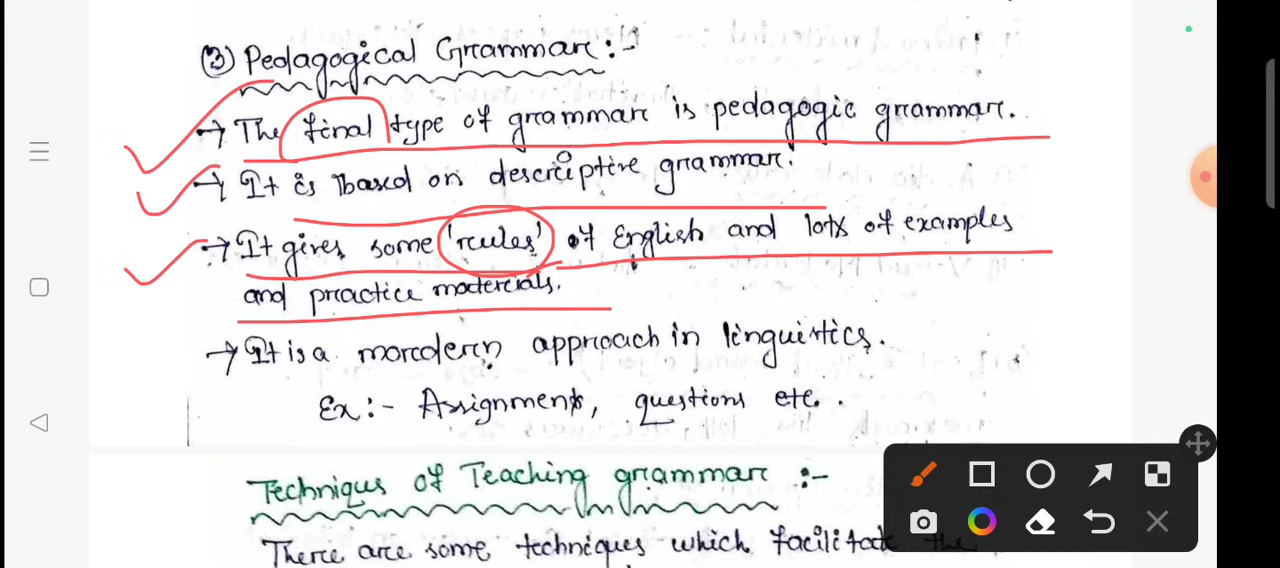 (3) Pedagogical Grammar :-
→ The final type of grammar is pedagogic grammar.
→ It is based on descriptive grammar.
→ It gives some 'rules' of English and lots of examples
and practice materials.
→ It is a morodern approach in linguistics.
Ex :- Assignments, questions etc.
Techniqus of Teaching grammar :-
There are some techniques which facilitate the